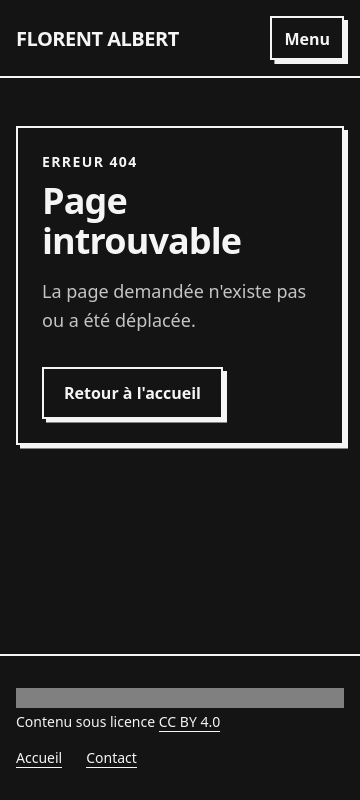 FLORENT ALBERT
Menu
ERREUR 404
Page
introuvable
La page demandée n'existe pas
ou a été déplacée.
Retour à l'accueil
Contenu sous licence CC BY 4.0
Accueil
Contact